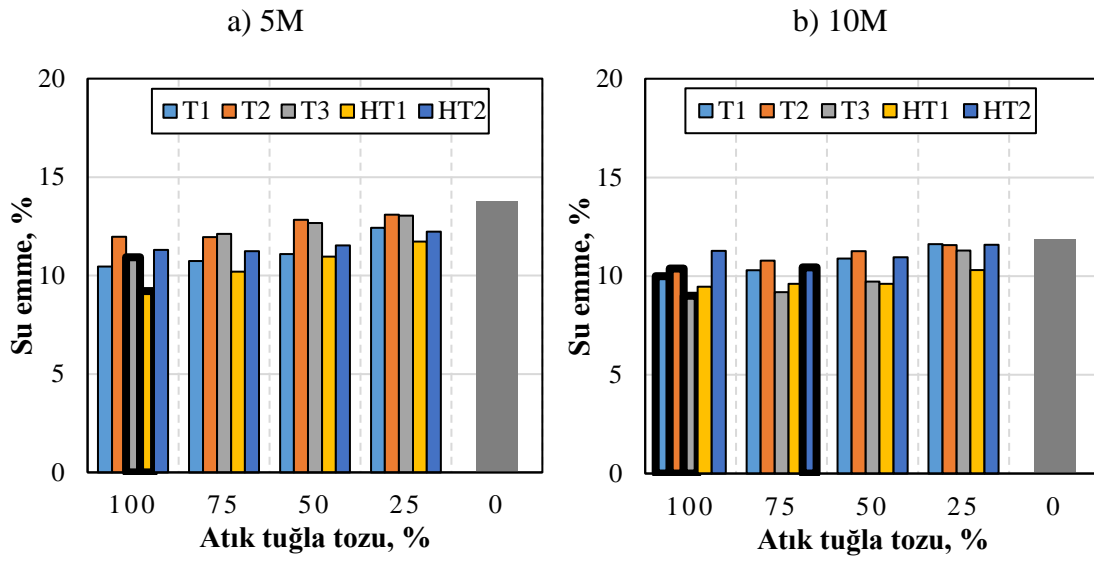 a) 5M
20
15
10
5
0
Su emme, %
T1 T2 T3 HT1 HT2
100 75 50 25 0
Atık tuğla tozu, %
b) 10M
20
15
10
5
0
Su emme, %
T1 T2 T3 HT1 HT2
100 75 50 25 0
Atık tuğla tozu, %